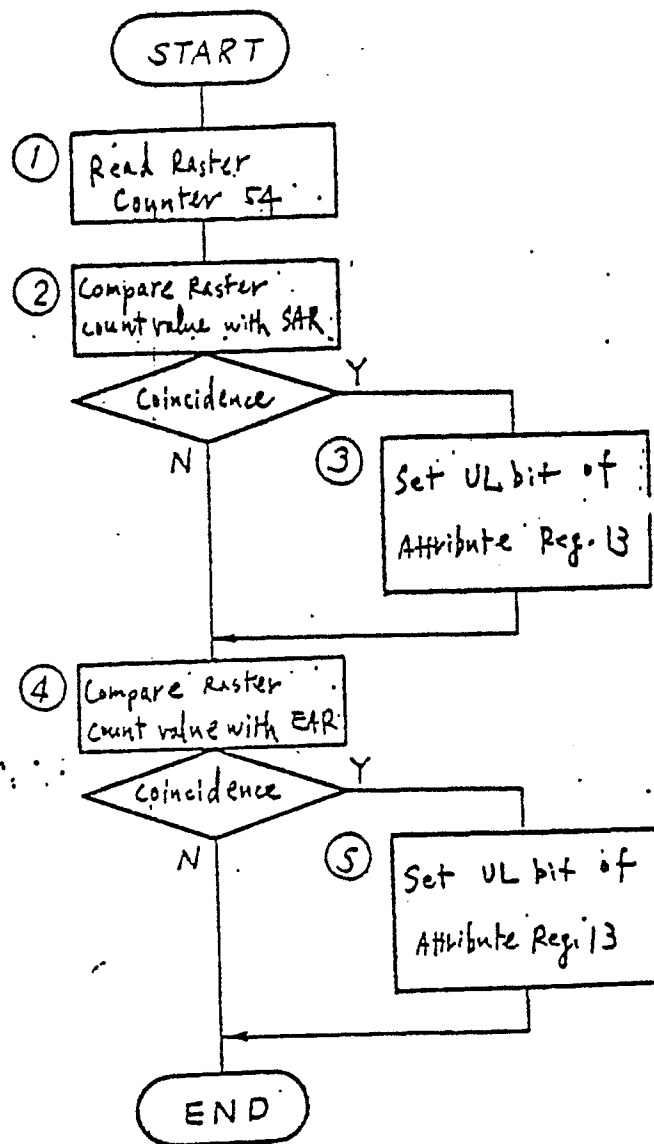 START
①
Read Raster
Counter 54
②
Compare Raster
count value with SAR
Coincidence
Y
N
③
Set UL bit of
Attribute Reg. 13
④
Compare Raster
count value with EAR
Coincidence
Y
N
⑤
Set UL bit of
Attribute Reg. 13
END